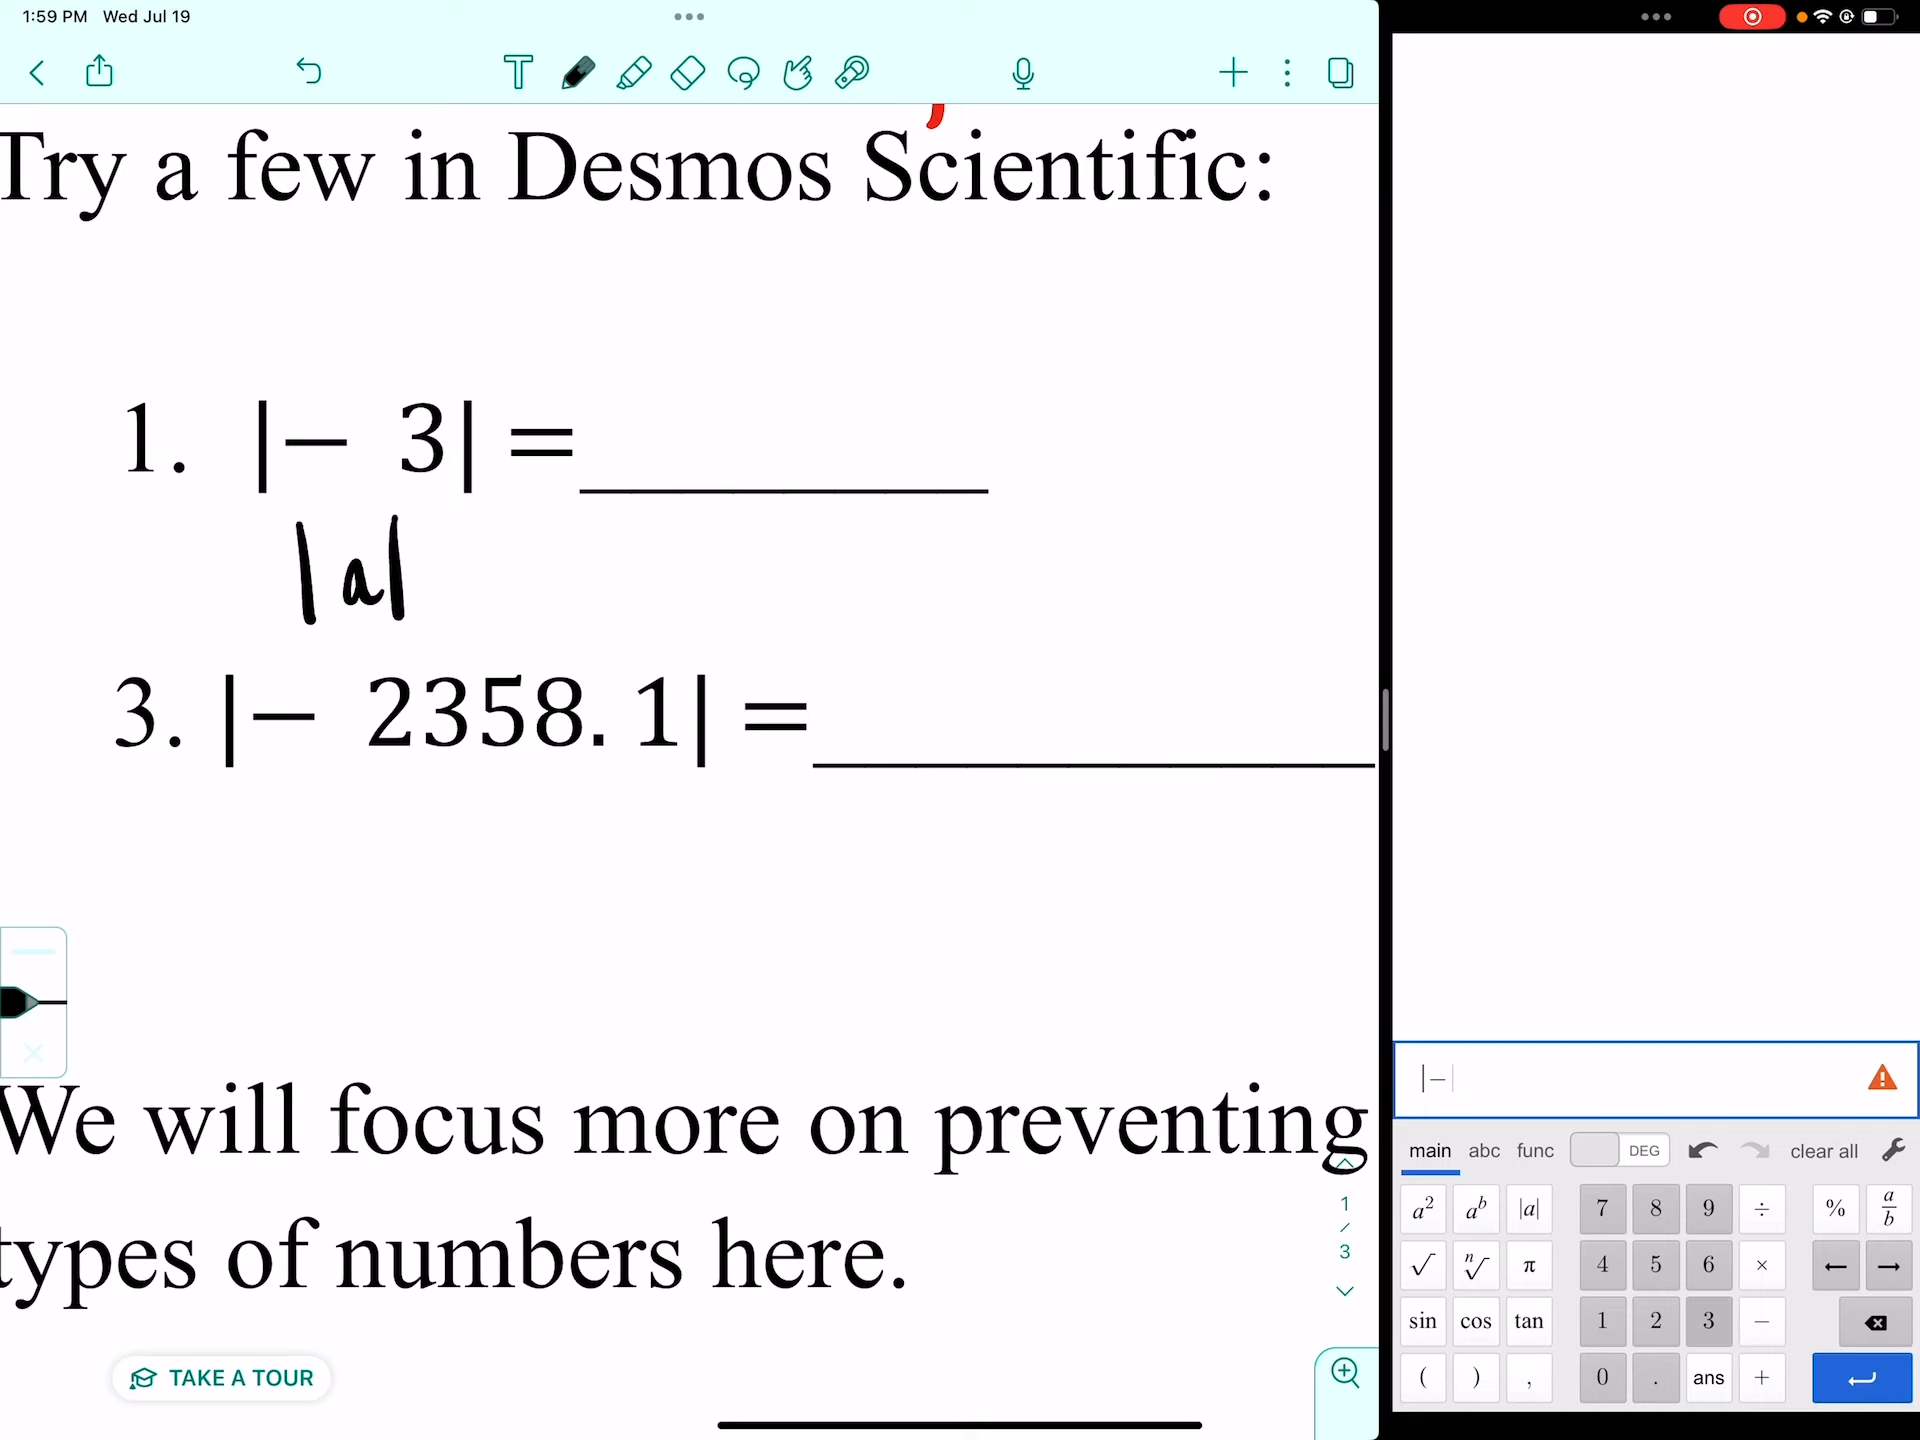 1:59 PM Wed Jul 19
Try a few in Desmos Scientific:
1. |− 3| =__________
|a|
3. |− 2358. 1| =______________
We will focus more on preventing
types of numbers here.
1
/
3
TAKE A TOUR
|−|
main abc func DEG clear all
a² aᵇ |a| 7 8 9 ÷ % a/b
√ ⁿ√ π 4 5 6 × ← →
sin cos tan 1 2 3 −
( ) , 0 . ans +